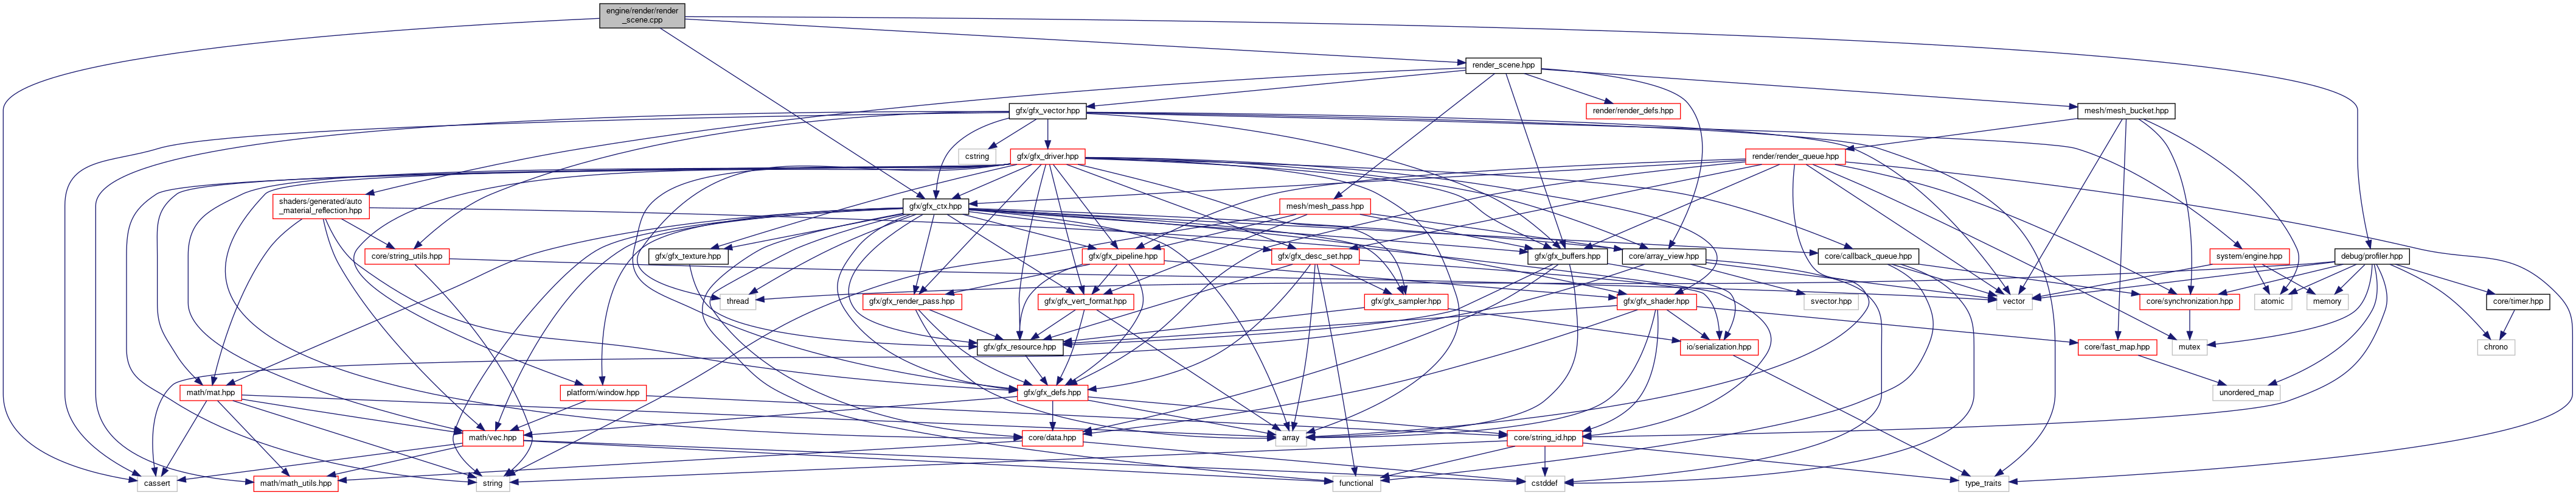 engine/render/render
_scene.cpp
render_scene.hpp
gfx/gfx_vector.hpp
render/render_defs.hpp
mesh/mesh_bucket.hpp
cstring
gfx/gfx_driver.hpp
render/render_queue.hpp
shaders/generated/auto
_material_reflection.hpp
gfx/gfx_ctx.hpp
mesh/mesh_pass.hpp
core/string_utils.hpp
gfx/gfx_texture.hpp
gfx/gfx_pipeline.hpp
gfx/gfx_desc_set.hpp
gfx/gfx_buffers.hpp
core/array_view.hpp
core/callback_queue.hpp
system/engine.hpp
debug/profiler.hpp
thread
gfx/gfx_render_pass.hpp
gfx/gfx_vert_format.hpp
gfx/gfx_sampler.hpp
gfx/gfx_shader.hpp
svector.hpp
vector
core/synchronization.hpp
atomic
memory
core/timer.hpp
gfx/gfx_resource.hpp
io/serialization.hpp
core/fast_map.hpp
mutex
chrono
math/mat.hpp
platform/window.hpp
gfx/gfx_defs.hpp
unordered_map
math/vec.hpp
core/data.hpp
array
core/string_id.hpp
cassert
math/math_utils.hpp
string
functional
cstddef
type_traits